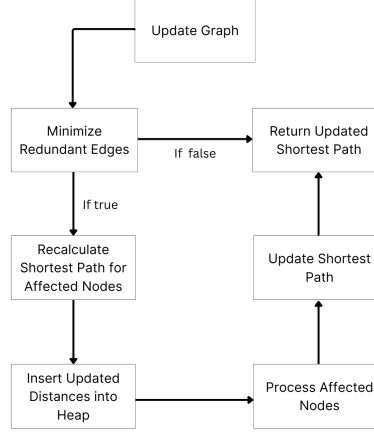 Update Graph
Minimize
Redundant Edges
If false
Return Updated
Shortest Path
If true
Recalculate
Shortest Path for
Affected Nodes
Update Shortest
Path
Insert Updated
Distances into
Heap
Process Affected
Nodes